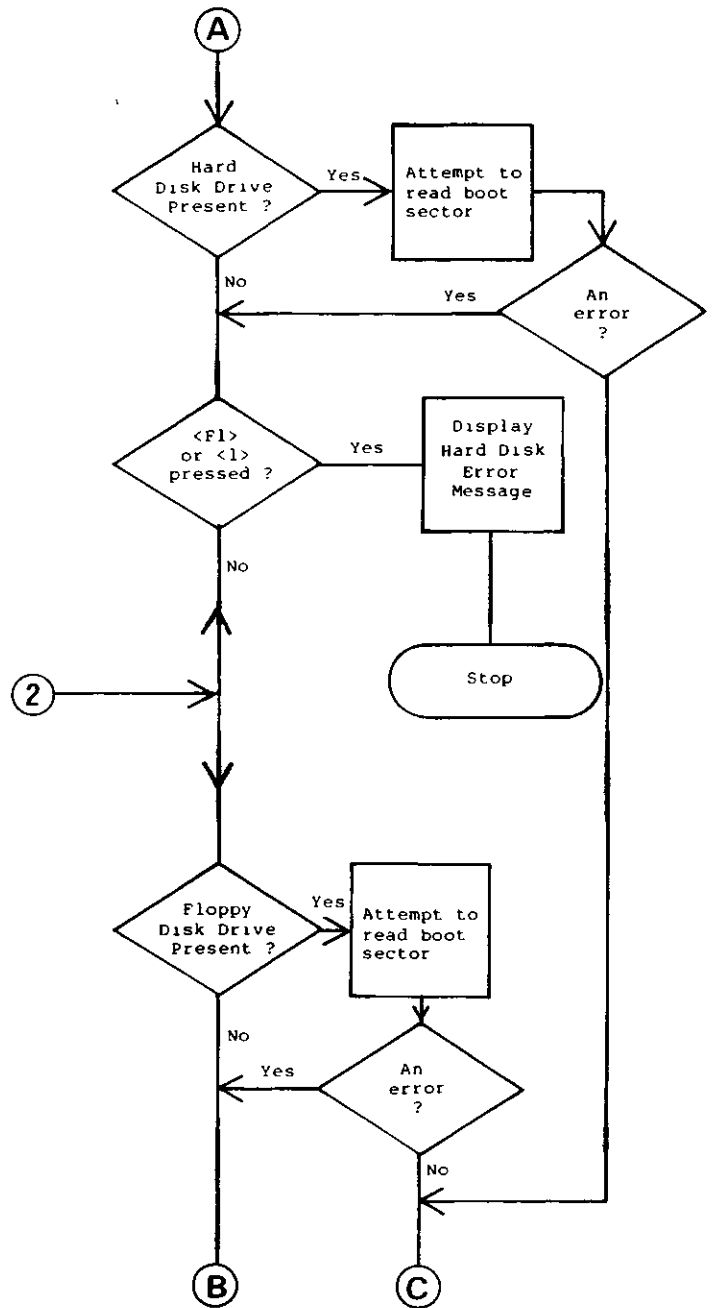 A
Hard
Disk Drive
Present ?
Yes
Attempt to
read boot
sector
No
Yes
An
error
?
<F1>
or <1>
pressed ?
Yes
Display
Hard Disk
Error
Message
No
2
Stop
Floppy
Disk Drive
Present ?
Yes
Attempt to
read boot
sector
No
Yes
An
error
?
No
B
C